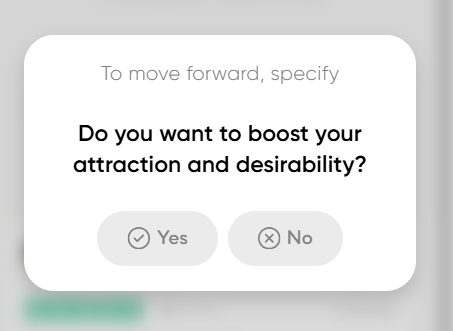 To move forward, specify
Do you want to boost your
attraction and desirability?
Yes
No